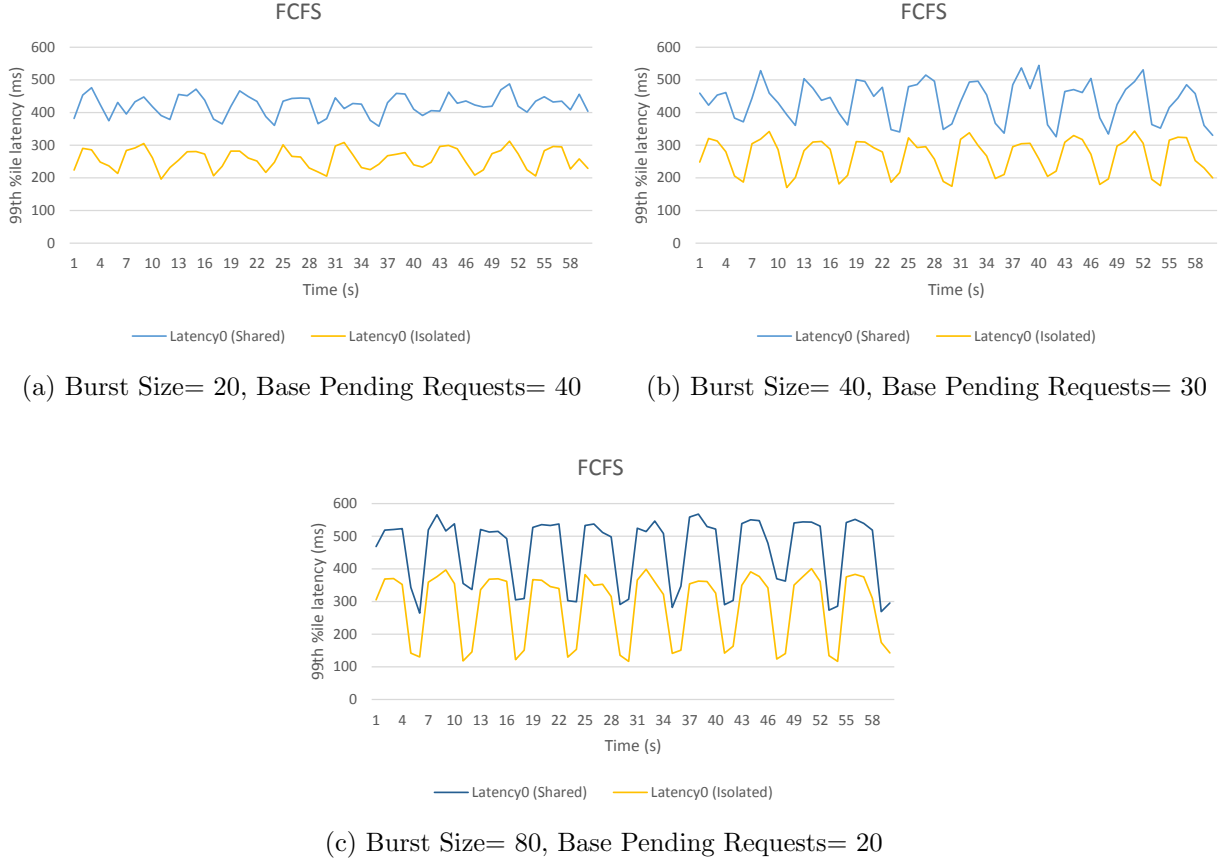 FCFS
600
500
400
300
200
100
0
99th %ile latency (ms)
1 4 7 10 13 16 19 22 25 28 31 34 37 40 43 46 49 52 55 58
Time (s)
Latency0 (Shared) Latency0 (Isolated)
(a) Burst Size= 20, Base Pending Requests= 40
FCFS
600
500
400
300
200
100
0
99th %ile latency (ms)
1 4 7 10 13 16 19 22 25 28 31 34 37 40 43 46 49 52 55 58
Time (s)
Latency0 (Shared) Latency0 (Isolated)
(b) Burst Size= 40, Base Pending Requests= 30
FCFS
600
500
400
300
200
100
0
99th %ile latency (ms)
1 4 7 10 13 16 19 22 25 28 31 34 37 40 43 46 49 52 55 58
Time (s)
Latency0 (Shared) Latency0 (Isolated)
(c) Burst Size= 80, Base Pending Requests= 20